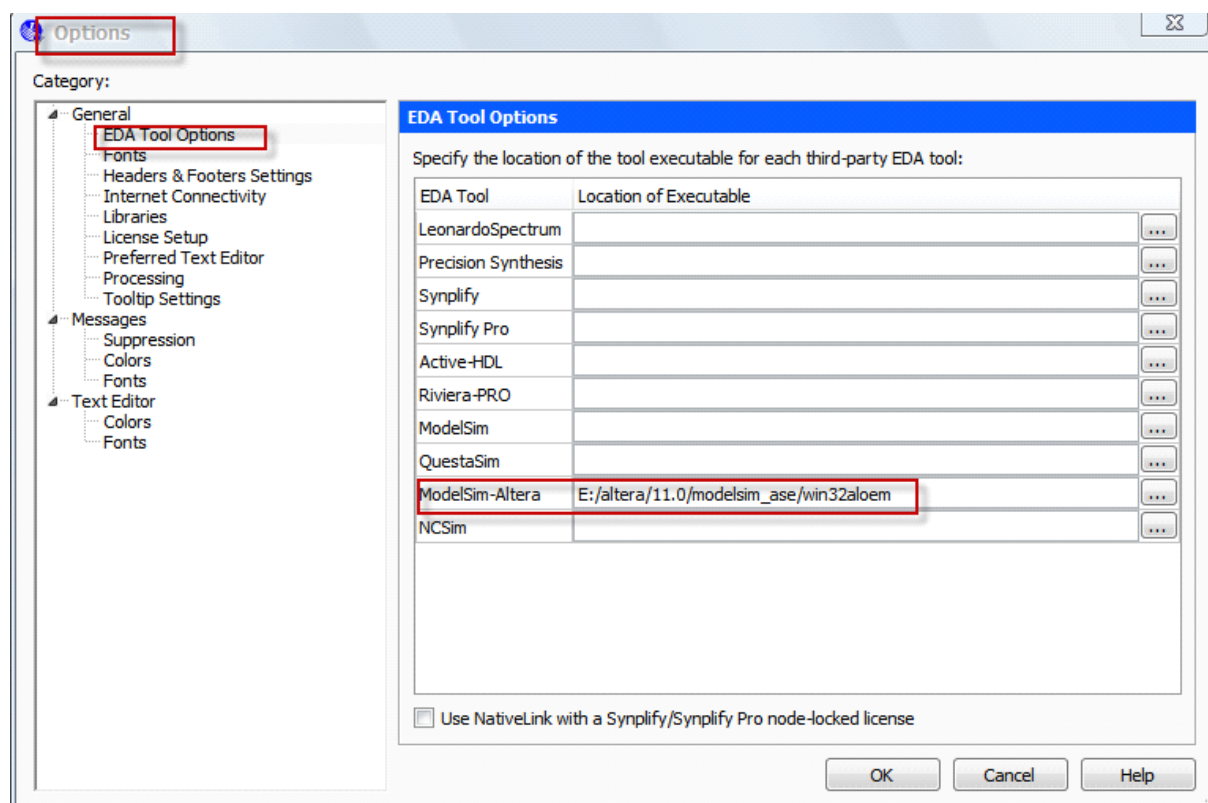 Options
Category:
General
EDA Tool Options
Fonts
Headers & Footers Settings
Internet Connectivity
Libraries
License Setup
Preferred Text Editor
Processing
Tooltip Settings
Messages
Suppression
Colors
Fonts
Text Editor
Colors
Fonts
EDA Tool Options
Specify the location of the tool executable for each third-party EDA tool:
EDA Tool Location of Executable
LeonardoSpectrum ...
Precision Synthesis ...
Synplify ...
Synplify Pro ...
Active-HDL ...
Riviera-PRO ...
ModelSim ...
QuestaSim ...
ModelSim-Altera E:/altera/11.0/modelsim_ase/win32aloem ...
NCSim ...
Use NativeLink with a Synplify/Synplify Pro node-locked license
OK Cancel Help